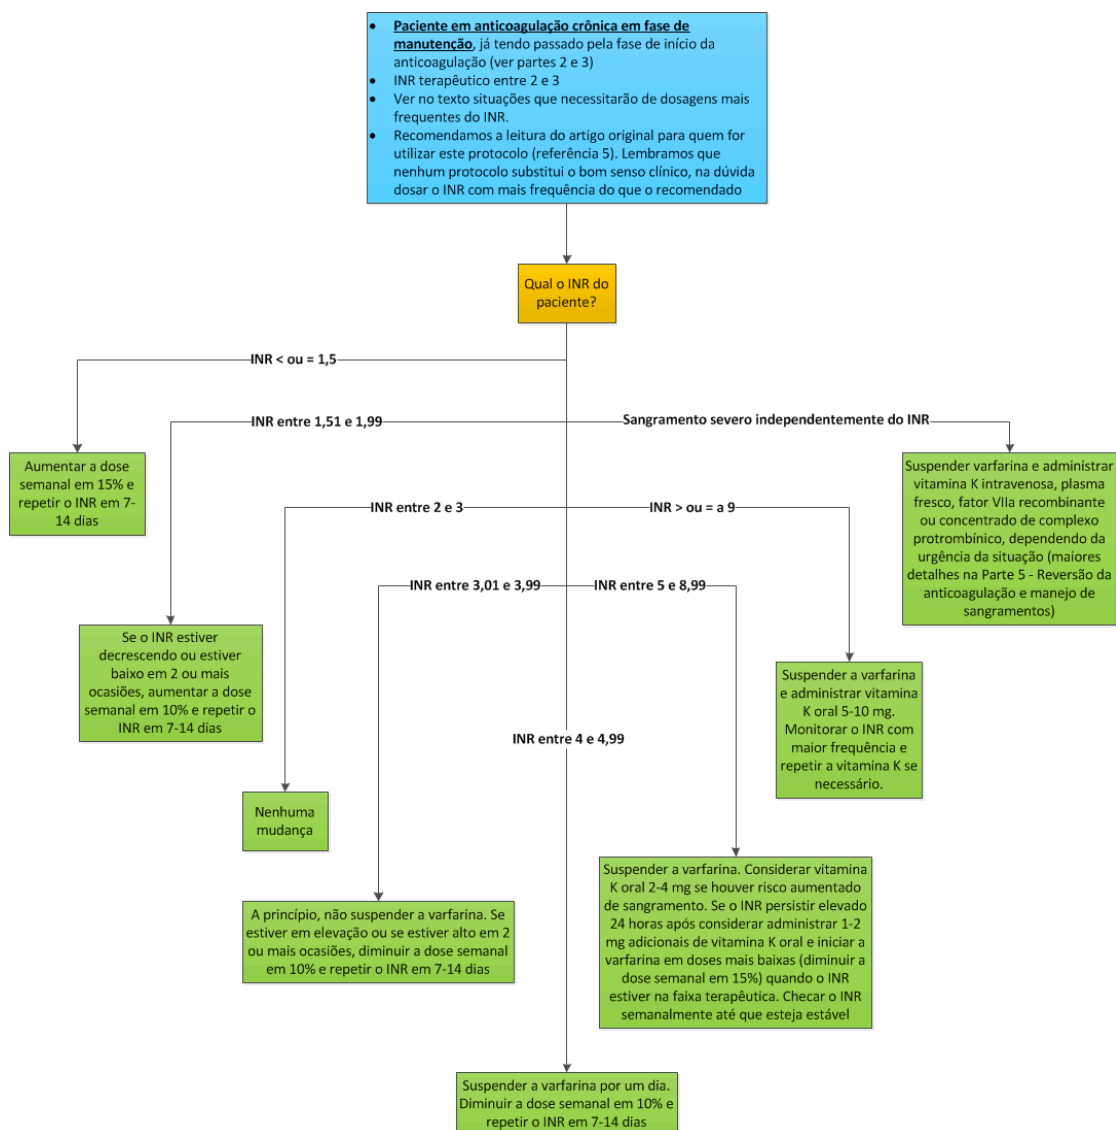 • Paciente em anticoagulação crônica em fase de
manutenção, já tendo passado pela fase de início da
anticoagulação (ver partes 2 e 3)
• INR terapêutico entre 2 e 3
• Ver no texto situações que necessitarão de dosagens mais
frequentes do INR.
• Recomendamos a leitura do artigo original para quem for
utilizar este protocolo (referência 5). Lembramos que
nenhum protocolo substitui o bom senso clínico, na dúvida
dosar o INR com mais frequência do que o recomendado
Qual o INR do
paciente?
INR < ou = 1,5
INR entre 1,51 e 1,99
Sangramento severo independentemente do INR
Aumentar a dose
semanal em 15% e
repetir o INR em 7-
14 dias
Suspender varfarina e administrar
vitamina K intravenosa, plasma
fresco, fator VIIa recombinante
ou concentrado de complexo
protrombínico, dependendo da
urgência da situação (maiores
detalhes na Parte 5 - Reversão da
anticoagulação e manejo de
sangramentos)
INR entre 2 e 3
INR > ou = a 9
INR entre 3,01 e 3,99
INR entre 5 e 8,99
Se o INR estiver
decrescendo ou estiver
baixo em 2 ou mais
ocasiões, aumentar a dose
semanal em 10% e repetir o
INR em 7-14 dias
Suspender a varfarina
e administrar vitamina
K oral 5-10 mg.
Monitorar o INR com
maior frequência e
repetir a vitamina K se
necessário.
INR entre 4 e 4,99
Nenhuma
mudança
A princípio, não suspender a varfarina. Se
estiver em elevação ou se estiver alto em 2
ou mais ocasiões, diminuir a dose semanal
em 10% e repetir o INR em 7-14 dias
Suspender a varfarina. Considerar vitamina
K oral 2-4 mg se houver risco aumentado
de sangramento. Se o INR persistir elevado
24 horas após considerar administrar 1-2
mg adicionais de vitamina K oral e iniciar a
varfarina em doses mais baixas (diminuir a
dose semanal em 15%) quando o INR
estiver na faixa terapêutica. Checar o INR
semanalmente até que esteja estável
Suspender a varfarina por um dia.
Diminuir a dose semanal em 10% e
repetir o INR em 7-14 dias